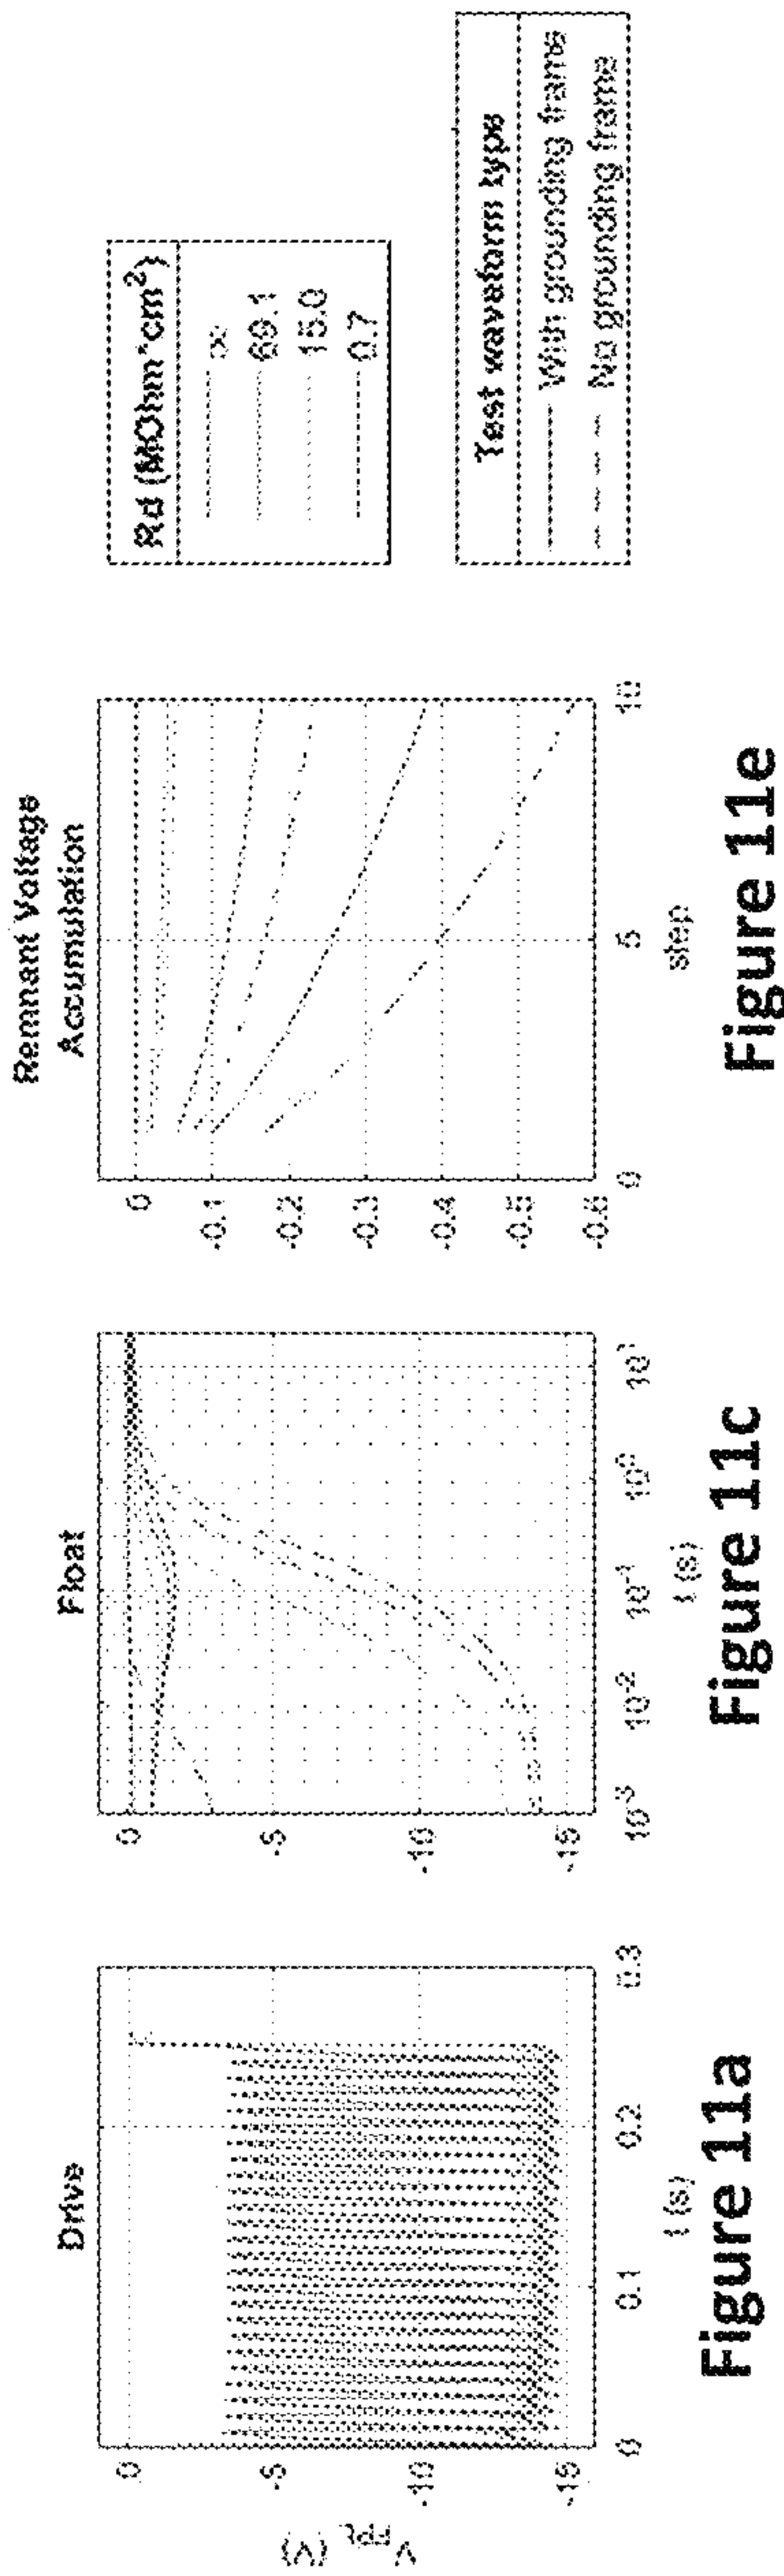 Drive
V_FPL (V)
0
-5
-10
-15
0
0.1
0.2
0.3
t (s)
Figure 11a
Float
0
-5
-10
-15
10^-3
10^-2
10^-1
10^0
10^1
t (s)
Figure 11c
Remnant Voltage
Accumulation
0
-0.1
-0.2
-0.3
-0.4
-0.5
-0.6
0
5
10
step
Figure 11e
Rd (MOhm*cm²)
∞
69.1
15.0
0.7
Test waveform type
With grounding frame
No grounding frame